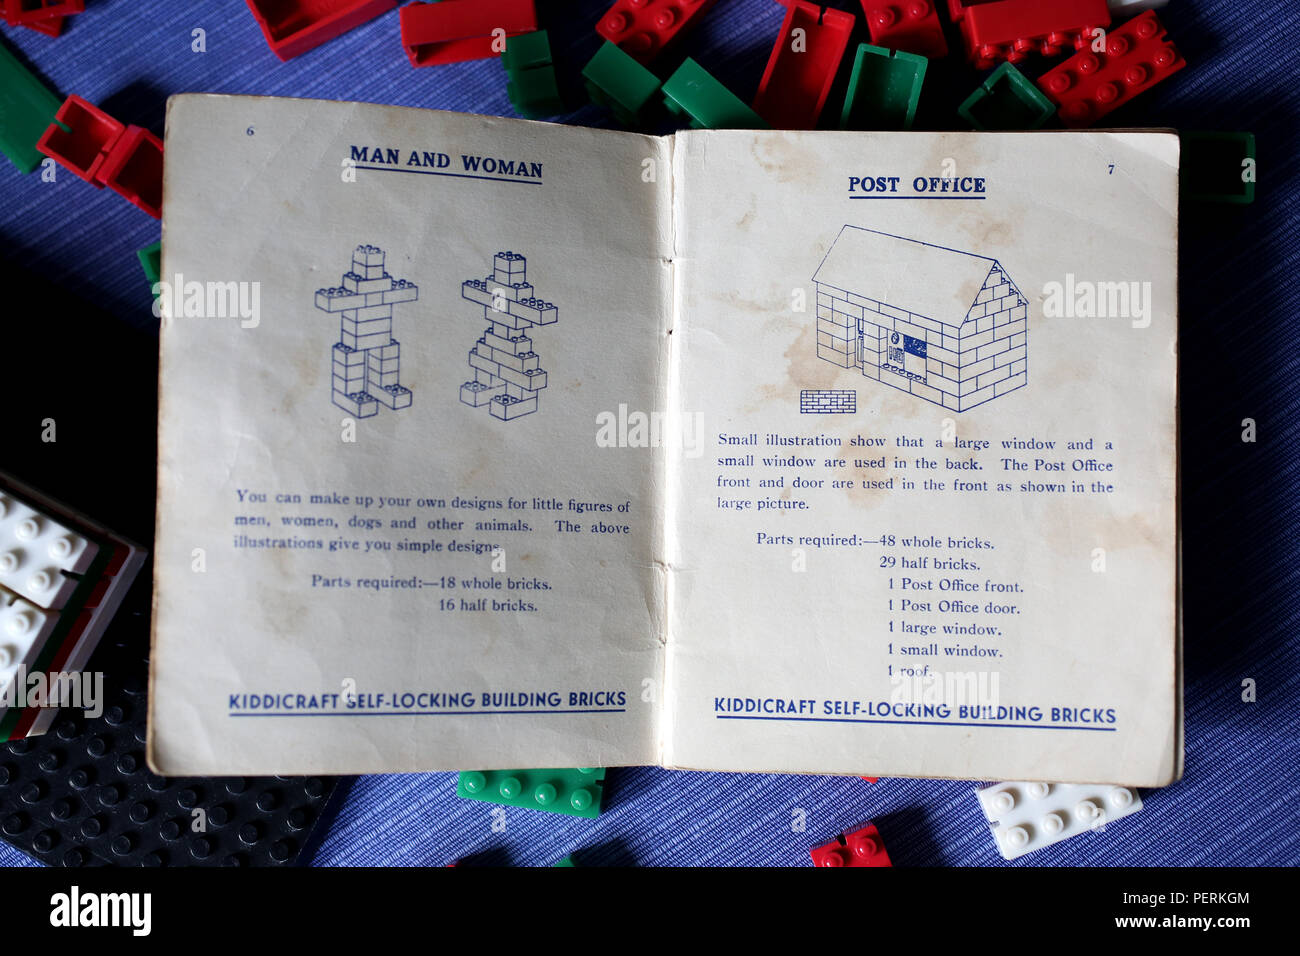 6
MAN AND WOMAN
You can make up your own designs for little figures of
men, women, dogs and other animals. The above
illustrations give you simple designs.
Parts required:—18 whole bricks.
16 half bricks.
KIDDICRAFT SELF-LOCKING BUILDING BRICKS
7
POST OFFICE
Small illustration show that a large window and a
small window are used in the back. The Post Office
front and door are used in the front as shown in the
large picture.
Parts required:—48 whole bricks.
29 half bricks.
1 Post Office front.
1 Post Office door.
1 large window.
1 small window.
1 roof.
KIDDICRAFT SELF-LOCKING BUILDING BRICKS
alamy
alamy
Image ID: PERKGM
www.alamy.com